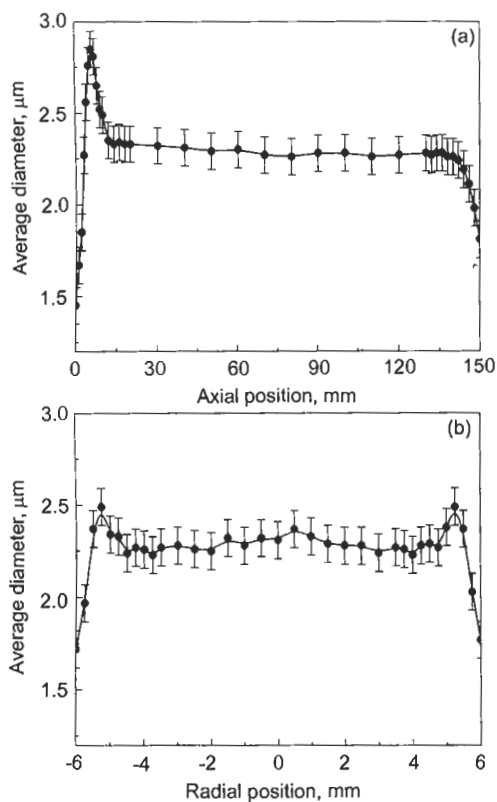 (a)
3.0
2.5
2.0
1.5
Average diameter, μm
0 30 60 90 120 150
Axial position, mm
(b)
3.0
2.5
2.0
1.5
Average diameter, μm
-6 -4 -2 0 2 4 6
Radial position, mm